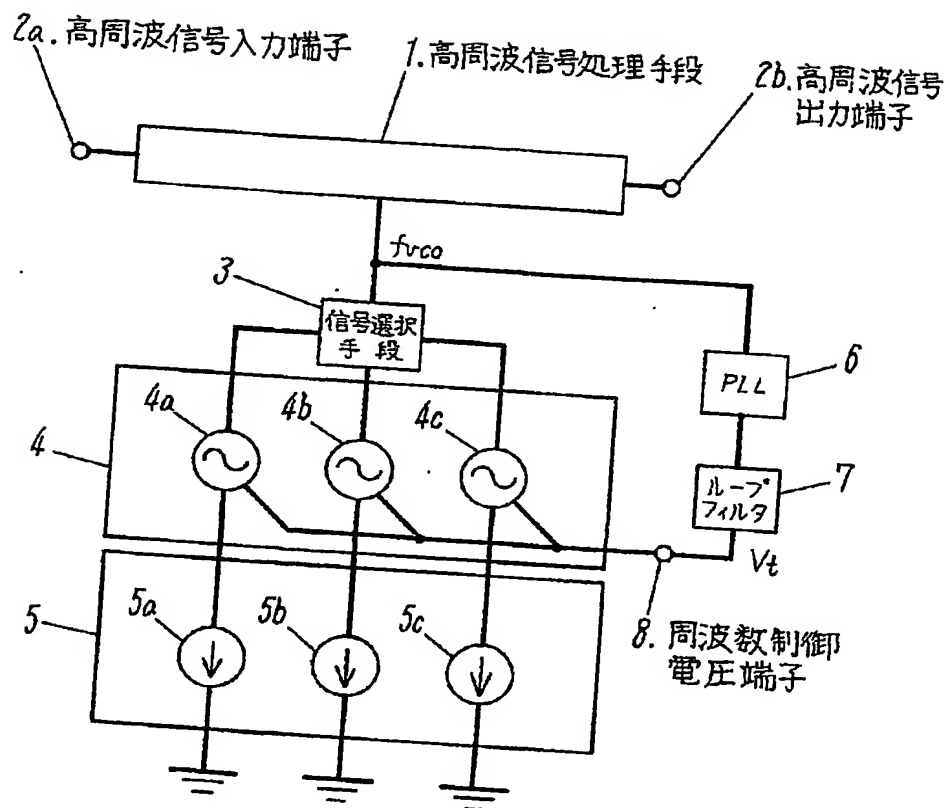 2a. 高周波信号入力端子
1. 高周波信号処理手段
2b. 高周波信号
出力端子
fvco
3
信号選択
手段
6
PLL
4a
4b
4c
4
7
ループ
フィルタ
Vt
5a
5b
5c
5
8. 周波数制御
電圧端子